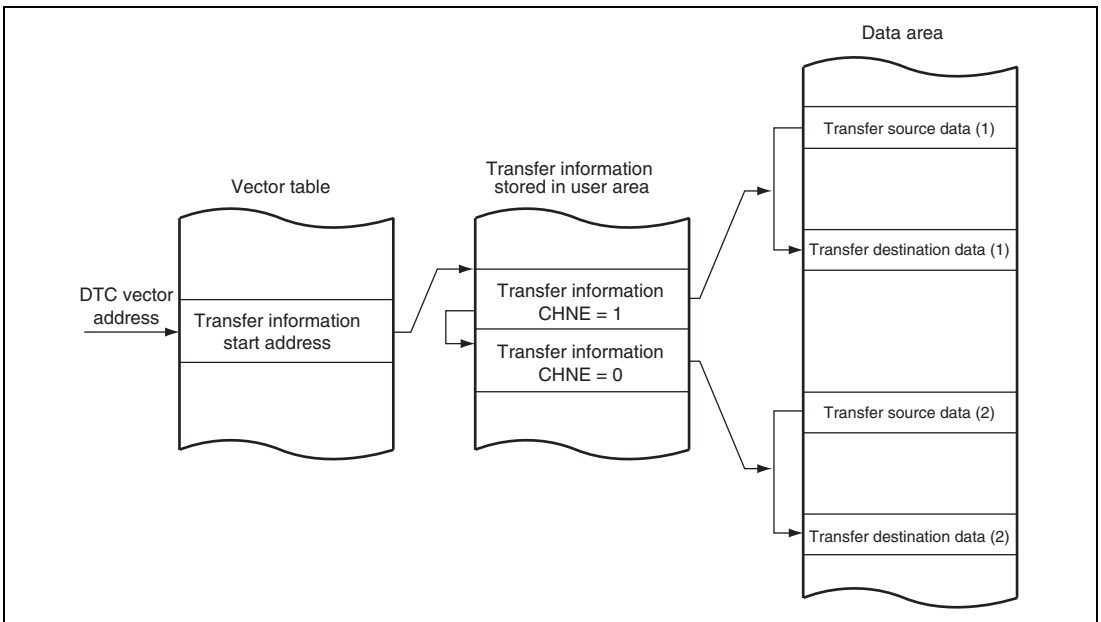 Data area
Transfer source data (1)
Transfer information
stored in user area
Vector table
Transfer destination data (1)
DTC vector
address
Transfer information
start address
Transfer information
CHNE = 1
Transfer information
CHNE = 0
Transfer source data (2)
Transfer destination data (2)